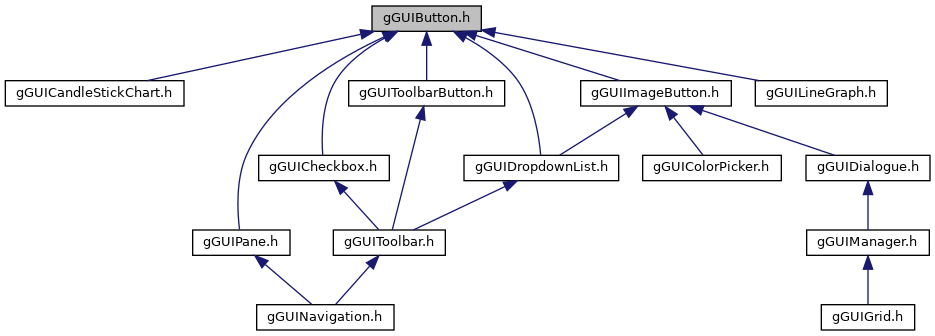 gGUIButton.h
gGUICandleStickChart.h
gGUIToolbarButton.h
gGUIImageButton.h
gGUILineGraph.h
gGUICheckbox.h
gGUIDropdownList.h
gGUIColorPicker.h
gGUIDialogue.h
gGUIPane.h
gGUIToolbar.h
gGUIManager.h
gGUINavigation.h
gGUIGrid.h